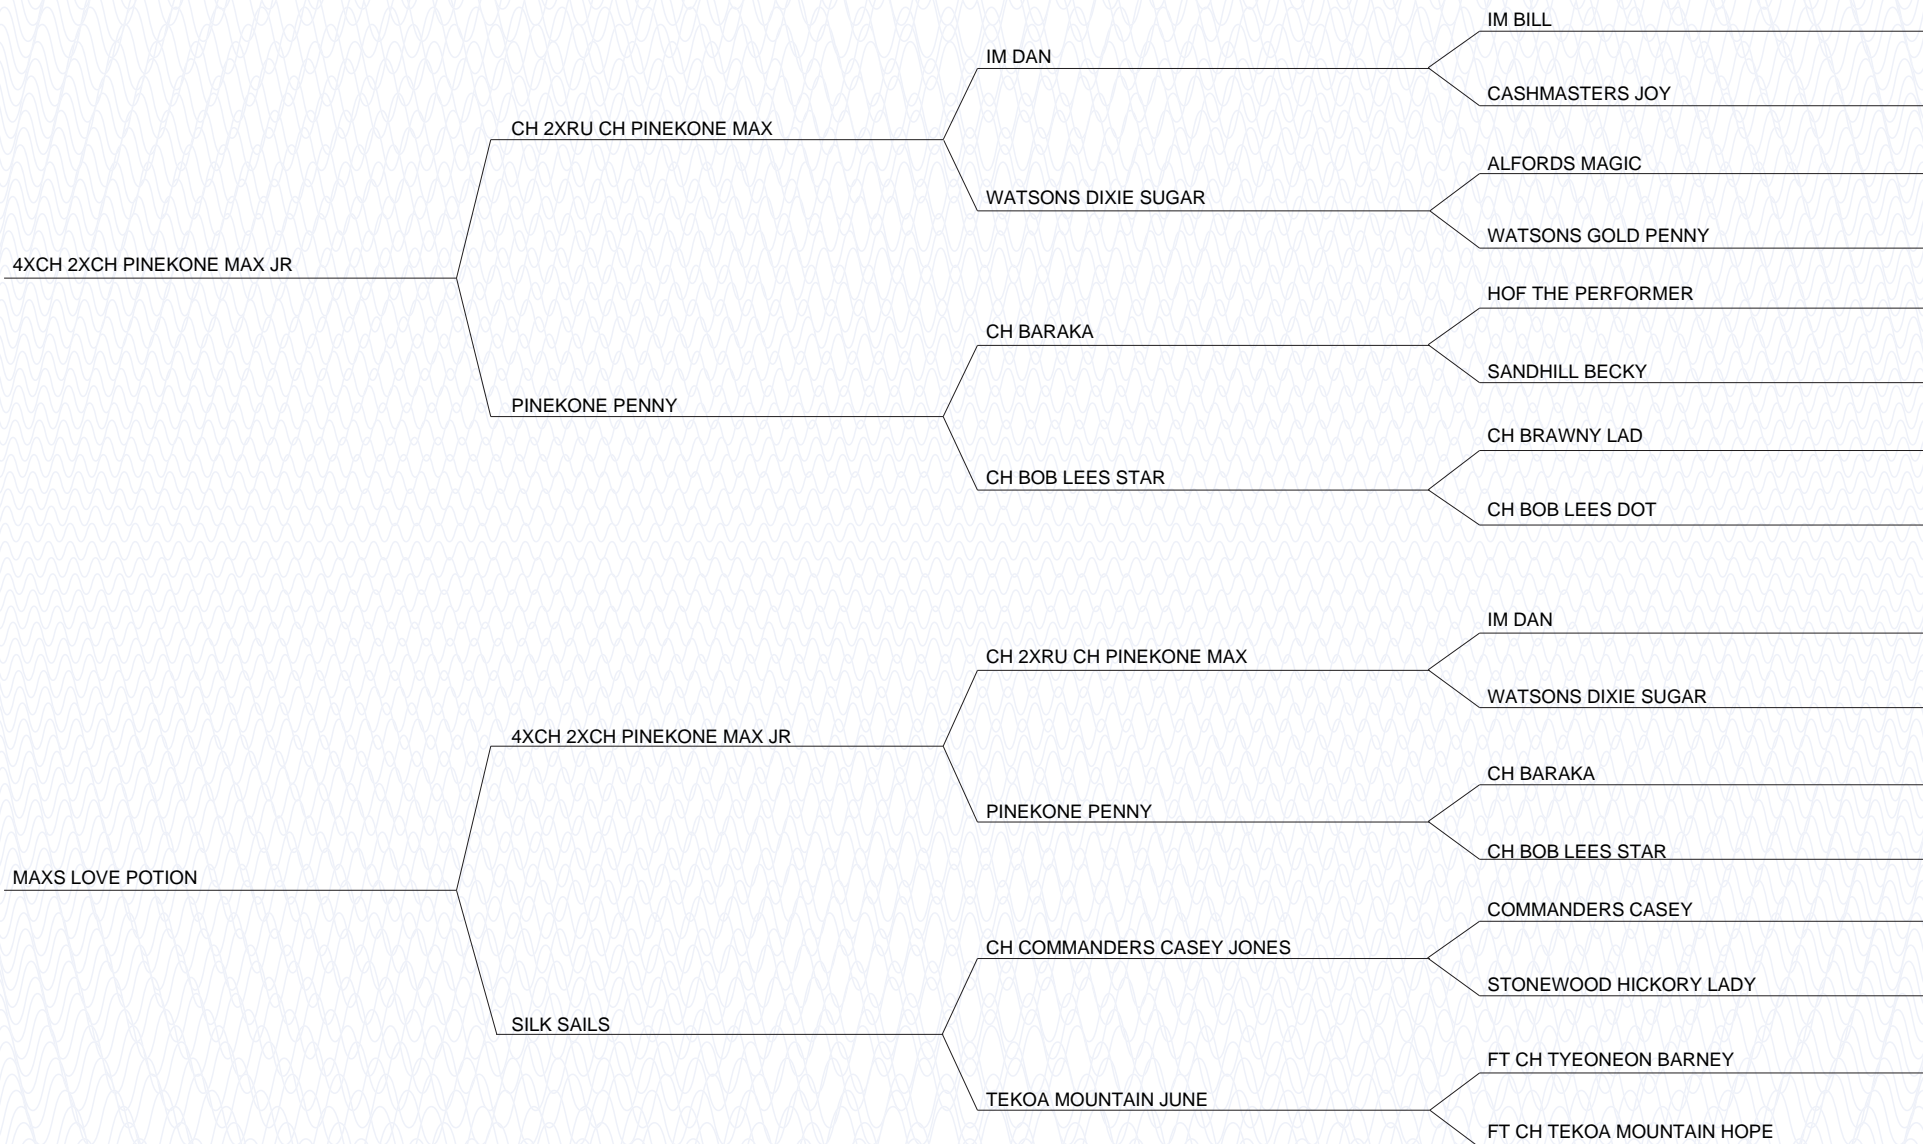 IM BILL
IM DAN
CASHMASTERS JOY
CH 2XRU CH PINEKONE MAX
ALFORDS MAGIC
WATSONS DIXIE SUGAR
WATSONS GOLD PENNY
4XCH 2XCH PINEKONE MAX JR
HOF THE PERFORMER
CH BARAKA
SANDHILL BECKY
PINEKONE PENNY
CH BRAWNY LAD
CH BOB LEES STAR
CH BOB LEES DOT
IM DAN
CH 2XRU CH PINEKONE MAX
WATSONS DIXIE SUGAR
4XCH 2XCH PINEKONE MAX JR
CH BARAKA
PINEKONE PENNY
CH BOB LEES STAR
MAXS LOVE POTION
COMMANDERS CASEY
CH COMMANDERS CASEY JONES
STONEWOOD HICKORY LADY
SILK SAILS
FT CH TYEONEON BARNEY
TEKOA MOUNTAIN JUNE
FT CH TEKOA MOUNTAIN HOPE